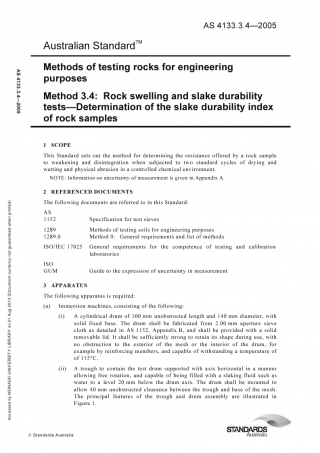 AS 4133.3.4—2005
Australian Standard™
Methods of testing rocks for engineering
purposes
Method 3.4: Rock swelling and slake durability
tests—Determination of the slake durability index
of rock samples
1 SCOPE
This Standard sets out the method for determining the resistance offered by a rock sample
to weakening and disintegration when subjected to two standard cycles of drying and
wetting and physical abrasion in a controlled chemical environment.
NOTE: Information on uncertainty of measurement is given in Appendix A.
2 REFERENCED DOCUMENTS
The following documents are referred to in this Standard:
AS
1152 Specification for test sieves
1289 Methods of testing soils for engineering purposes
1289.0 Method 0: General requirements and list of methods
ISO/IEC 17025 General requirements for the competence of testing and calibration
laboratories
ISO
GUM Guide to the expression of uncertainty in measurement
3 APPARATUS
The following apparatus is required:
(a) Immersion machines, consisting of the following:
(i) A cylindrical drum of 100 mm unobstructed length and 140 mm diameter, with
solid fixed base. The drum shall be fabricated from 2.00 mm aperture sieve
cloth as detailed in AS 1152, Appendix B, and shall be provided with a solid
removable lid. It shall be sufficiently strong to retain its shape during use, with
no obstruction to the exterior of the mesh or the interior of the drum, for
example by reinforcing members, and capable of withstanding a temperature of
of 115°C.
(ii) A trough to contain the test drum supported with axis horizontal in a manner
allowing free rotation, and capable of being filled with a slaking fluid such as
water to a level 20 mm below the drum axis. The drum shall be mounted to
allow 40 mm unobstructed clearance between the trough and base of the mesh.
The principal features of the trough and drum assembly are illustrated in
Figure 1.
© Standards Australia
STANDARDS
Australia
AS 4133.3.4—2005
Accessed by MONASH UNIVERSITY LIBRARY on 21 Aug 2013 (Document currency not guaranteed when printed)